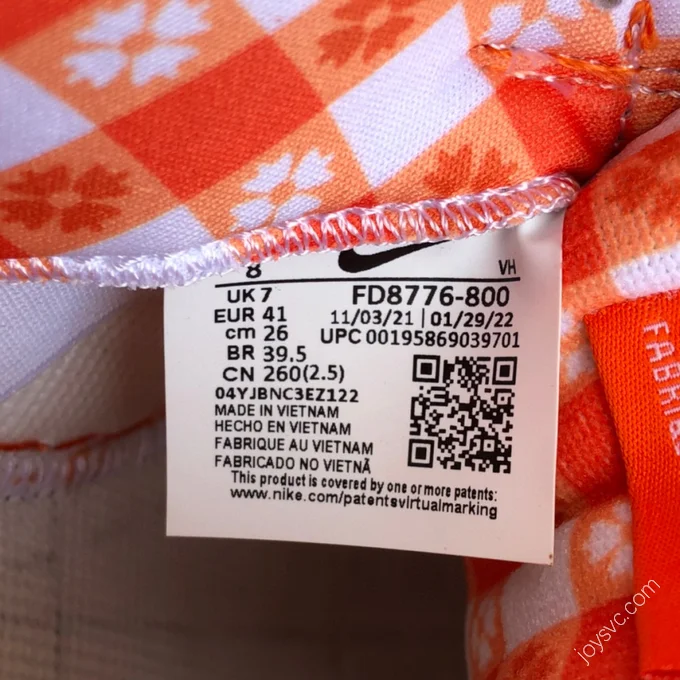 8 VH
UK 7 FD8776-800
EUR 41 11/03/21 | 01/29/22
cm 26 UPC 00195869039701
BR 39.5
CN 260(2.5)
04YJBNC3EZ122
MADE IN VIETNAM
HECHO EN VIETNAM
FABRIQUE AU VIETNAM
FABRICADO NO VIETNÃ
This product is covered by one or more patents:
www.nike.com/patentsvirtualmarking
joysvc.com